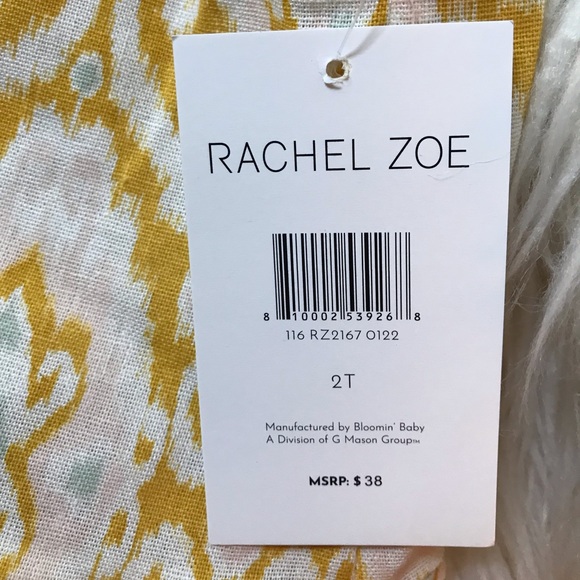 RACHEL ZOE
8 10002 53926 8
116 RZ2167 0122
2T
Manufactured by Bloomin' Baby
A Division of G Mason Group™
MSRP: $ 38